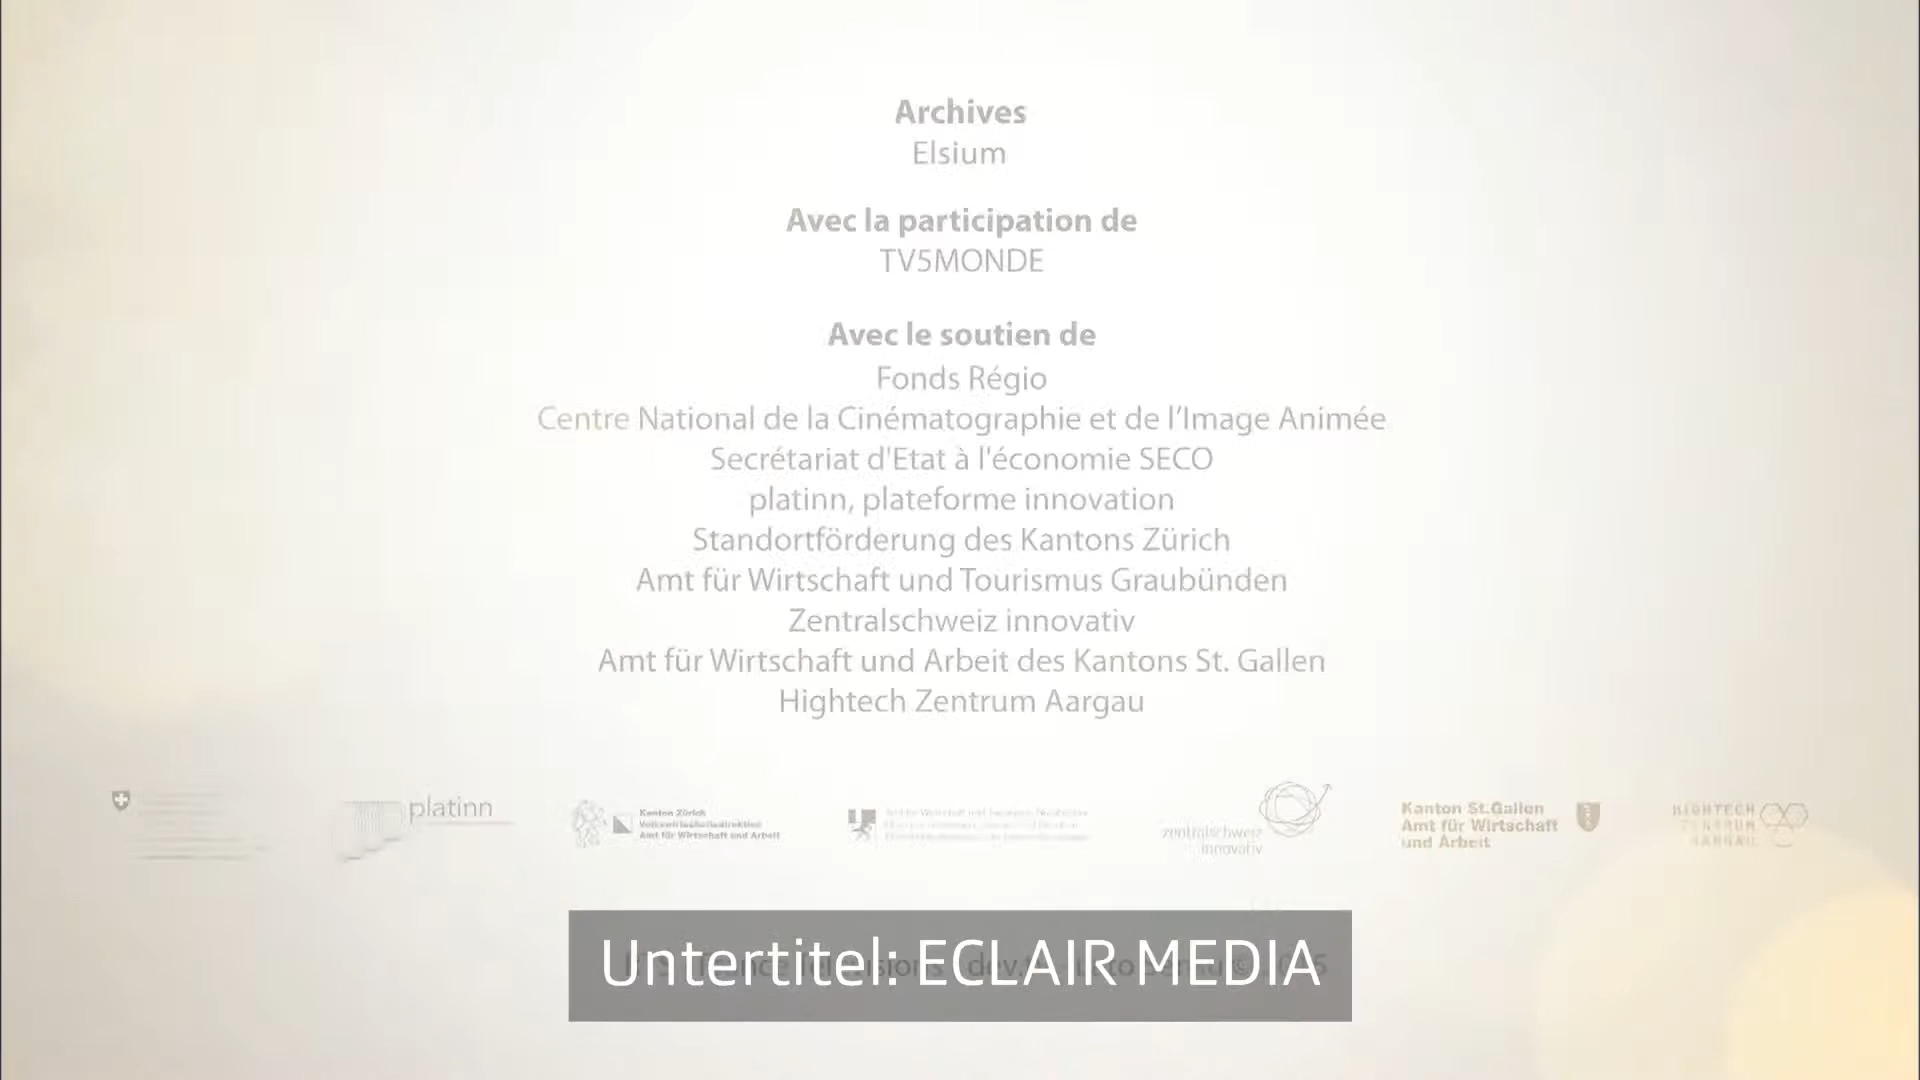 Archives
Elsium
Avec la participation de
TV5MONDE
Avec le soutien de
Fonds Régio
Centre National de la Cinématographie et de l'Image Animée
Secrétariat d'Etat à l'économie SECO
platinn, plateforme innovation
Standortförderung des Kantons Zürich
Amt für Wirtschaft und Tourismus Graubünden
Zentralschweiz innovativ
Amt für Wirtschaft und Arbeit des Kantons St. Gallen
Hightech Zentrum Aargau
platinn
Kanton Zürich
Volkswirtschaftsdirektion
Amt für Wirtschaft und Arbeit
zentralschweiz
innovativ
Kanton St.Gallen
Amt für Wirtschaft
und Arbeit
HIGHTECH
ZENTRUM
AARGAU
Untertitel: ECLAIR MEDIA